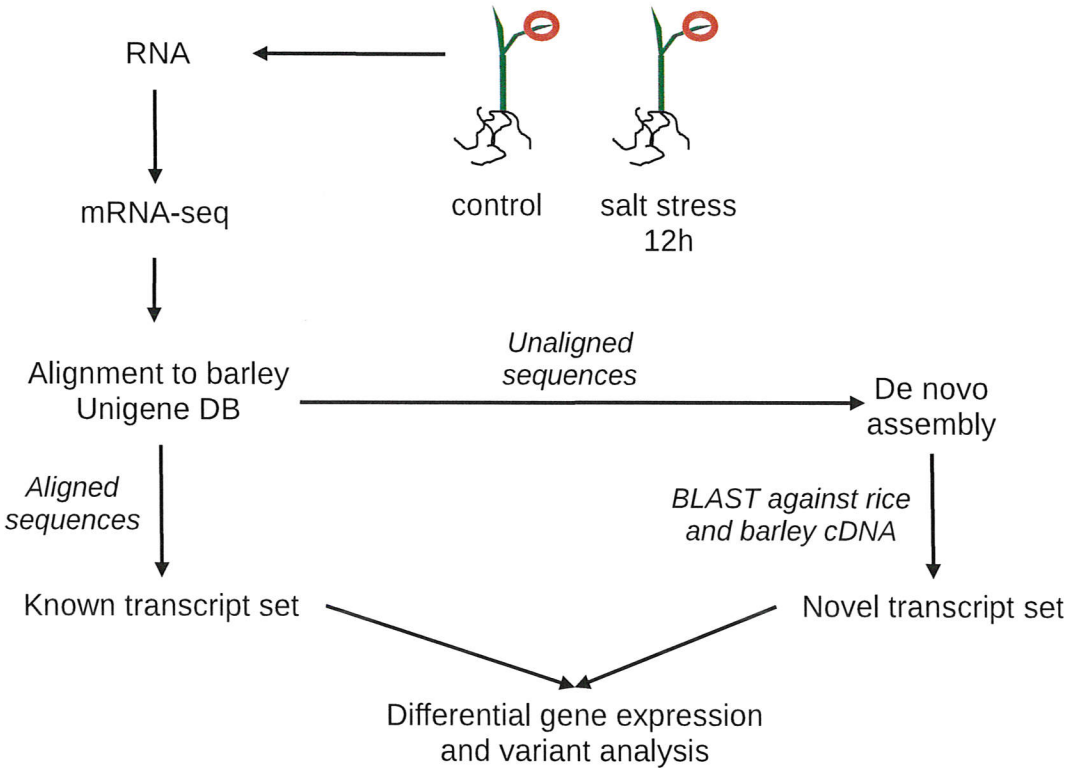 RNA
control
salt stress
12h
mRNA-seq
Alignment to barley
Unigene DB
Unaligned
sequences
De novo
assembly
Aligned
sequences
BLAST against rice
and barley cDNA
Known transcript set
Novel transcript set
Differential gene expression
and variant analysis